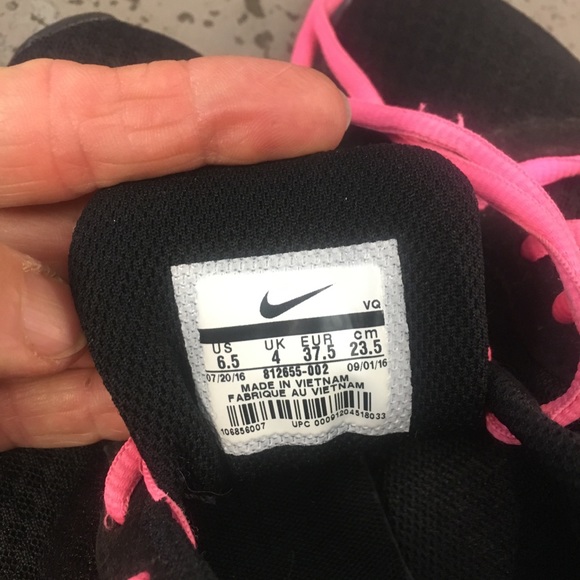 VQ
US UK EUR cm
6.5 4 37.5 23.5
07/20/16 812655-002 09/01/16
MADE IN VIETNAM
FABRIQUE AU VIETNAM
106856007 UPC 00091204518033